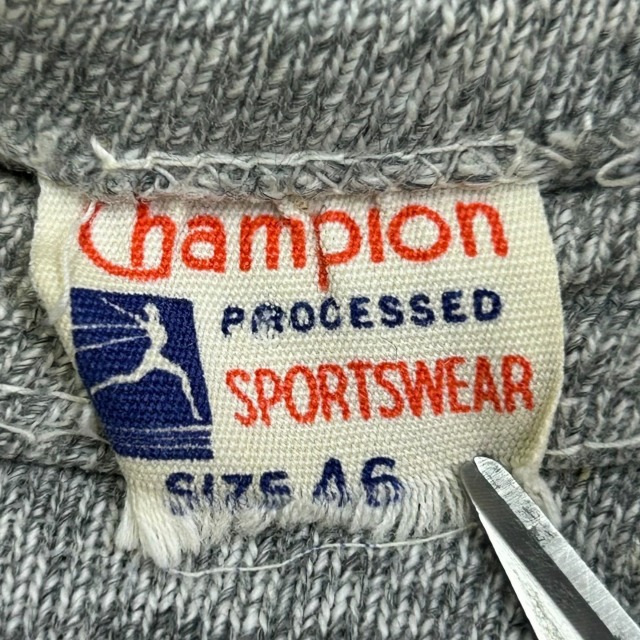 Champion
PROCESSED
SPORTSWEAR
SIZE 46